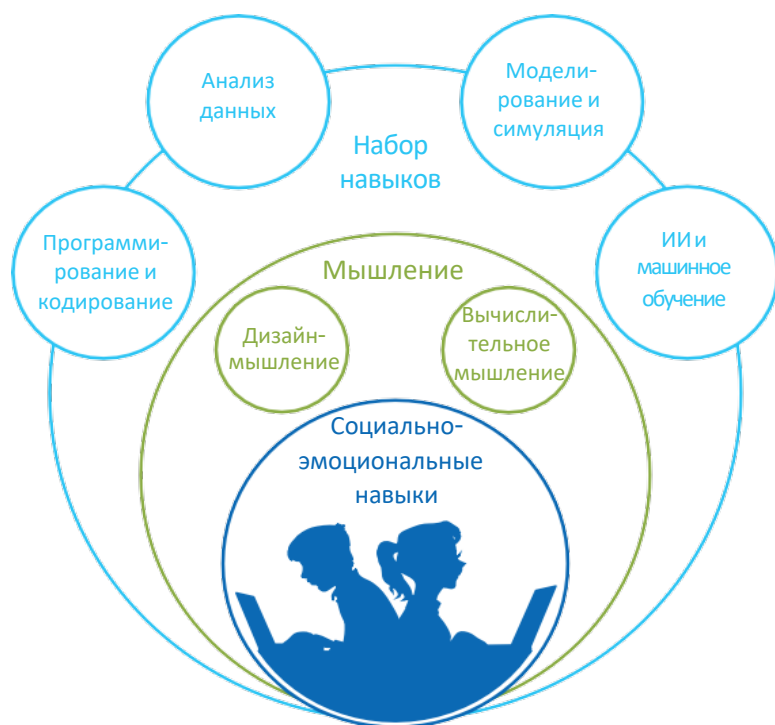 Анализ
данных
Модели-
рование и
симуляция
Набор
навыков
Программи-
рование и
кодирование
ИИ и
машинное
обучение
Мышление
Дизайн-
мышление
Вычисли-
тельное
мышление
Социально-
эмоциональные
навыки